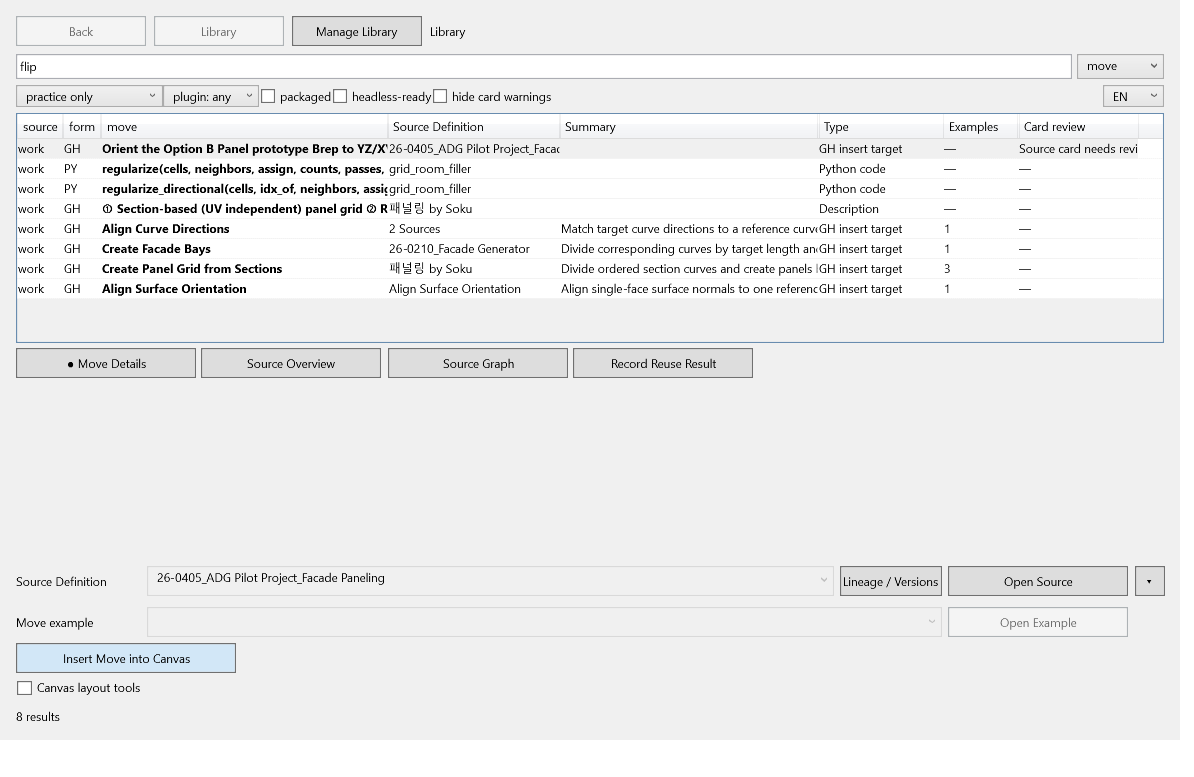 Back Library Manage Library Library
flip move
practice only plugin: any packaged headless-ready hide card warnings EN
source form move Source Definition Summary Type Examples Card review
work GH Orient the Option B Panel prototype Brep to YZ/X 26-0405_ADG Pilot Project_Facad GH insert target — Source card needs revi
work PY regularize(cells, neighbors, assign, counts, passes, grid_room_filler Python code — —
work PY regularize_directional(cells, idx_of, neighbors, assig grid_room_filler Python code — —
work GH ① Section-based (UV independent) panel grid ② R 패널링 by Soku Description — —
work GH Align Curve Directions 2 Sources Match target curve directions to a reference curv GH insert target 1 —
work GH Create Facade Bays 26-0210_Facade Generator Divide corresponding curves by target length an GH insert target 1 —
work GH Create Panel Grid from Sections 패널링 by Soku Divide ordered section curves and create panels GH insert target 3 —
work GH Align Surface Orientation Align Surface Orientation Align single-face surface normals to one referenc GH insert target 1 —
● Move Details Source Overview Source Graph Record Reuse Result
Source Definition 26-0405_ADG Pilot Project_Facade Paneling Lineage / Versions Open Source
Move example Open Example
Insert Move into Canvas
Canvas layout tools
8 results